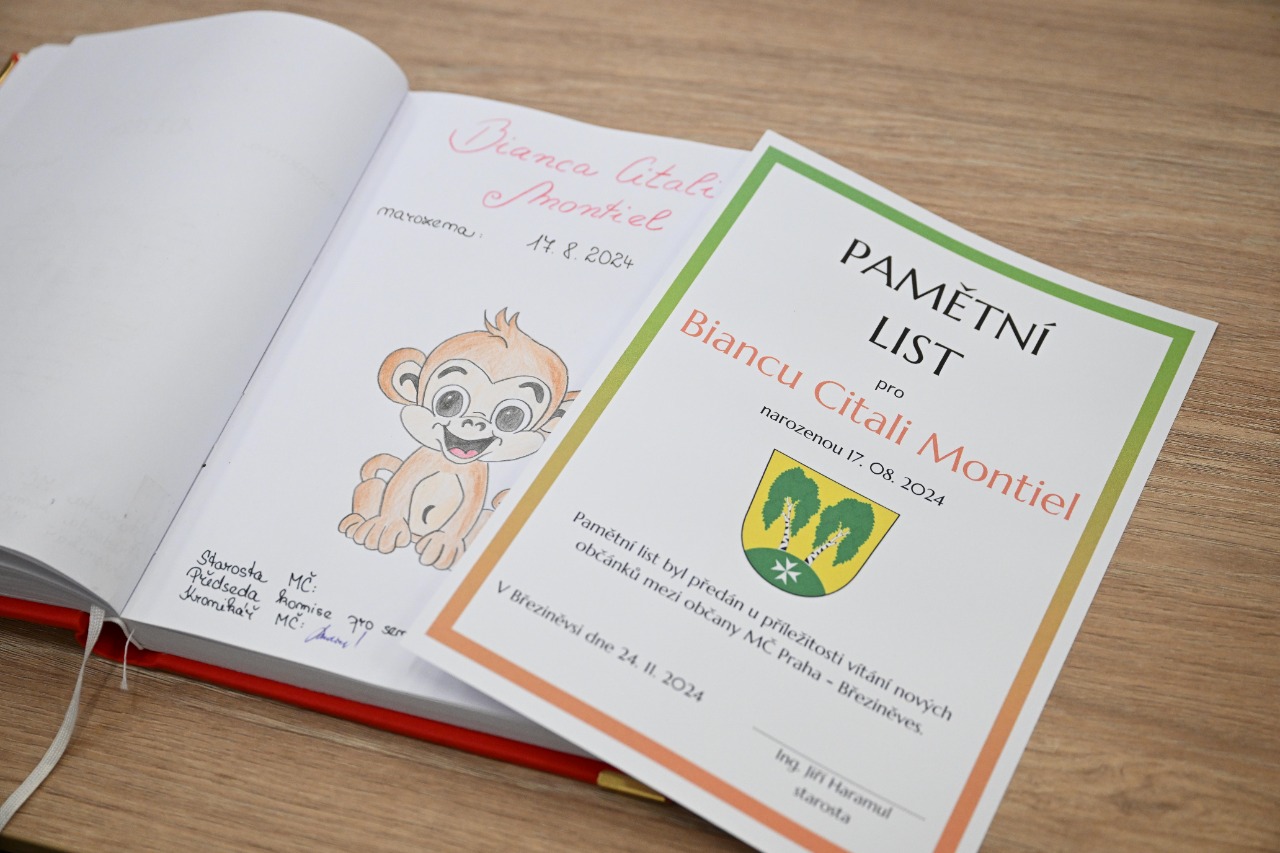 Bianca Citali
Montiel
narozena:
17. 8. 2024
Starosta MČ:
Předseda komise pro
Kronikář MČ:
PAMĚTNÍ
LIST
pro
Biancu Citali Montiel
narozenou 17. 08. 2024
Pamětní list byl předán u příležitosti vítání nových
občánků mezi občany MČ Praha - Březiněves.
V Březiněvsi dne 24. 11. 2024
Ing. Jiří Haramul
starosta